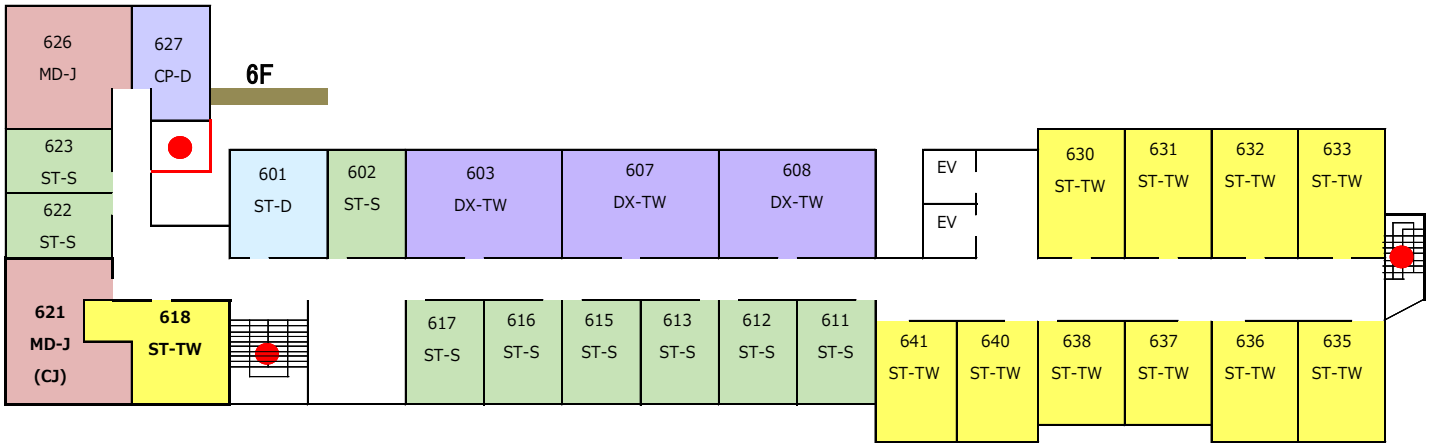 626
MD-J
627
CP-D
6F
623
ST-S
622
ST-S
601
ST-D
602
ST-S
603
DX-TW
607
DX-TW
608
DX-TW
EV
EV
630
ST-TW
631
ST-TW
632
ST-TW
633
ST-TW
621
MD-J
(CJ)
618
ST-TW
617
ST-S
616
ST-S
615
ST-S
613
ST-S
612
ST-S
611
ST-S
641
ST-TW
640
ST-TW
638
ST-TW
637
ST-TW
636
ST-TW
635
ST-TW